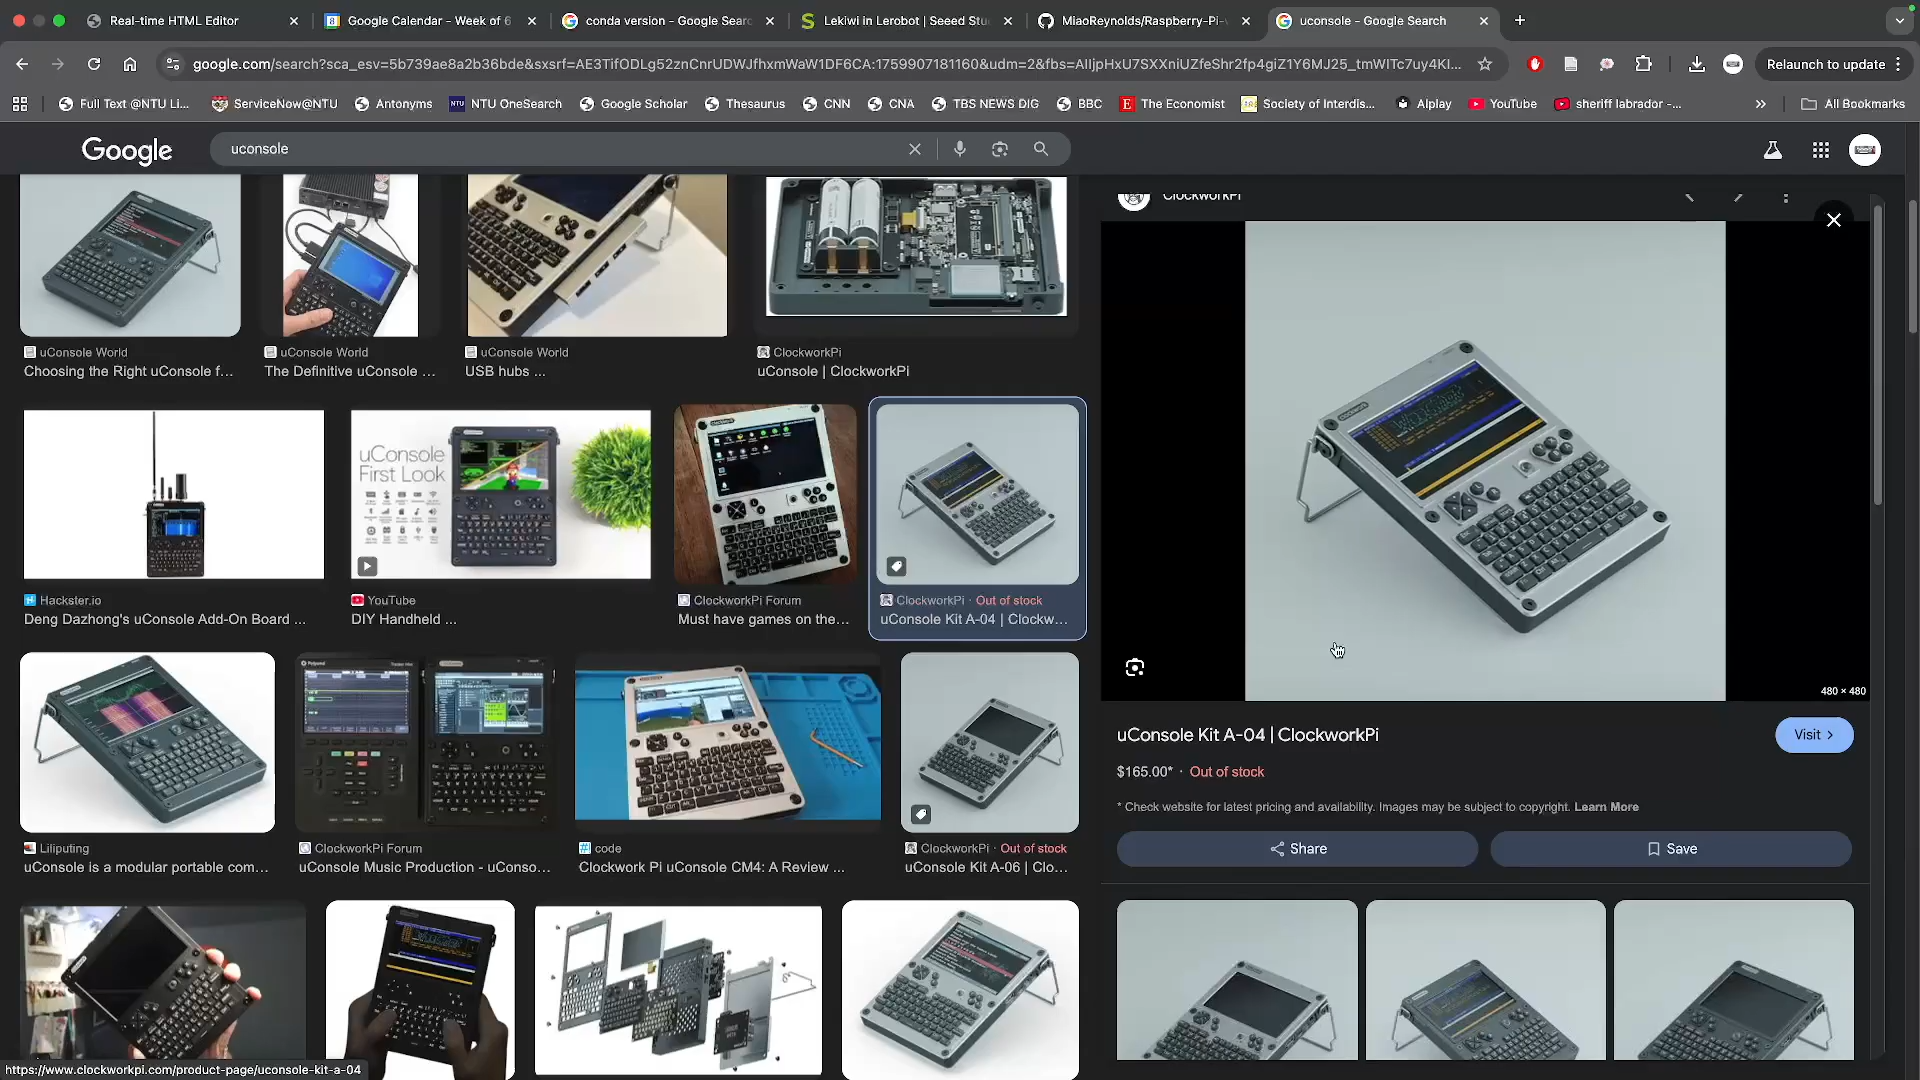 Real-time HTML Editor
Google Calendar - Week of 6
conda version - Google Searc
Lekiwi in Lerobot | Seeed Stu
MiaoReynolds/Raspberry-Pi-
uconsole - Google Search
google.com/search?sca_esv=5b739ae8a2b36bde&sxsrf=AE3TifODLg52znCnrUDWJfhxmWaW1DF6CA:1759907181160&udm=2&fbs=AIIjpHxU7SXXniUZfeShr2fp4giZ1Y6MJ25_tmWITc7uy4KI...
Relaunch to update
Full Text @NTU Li...
ServiceNow@NTU
Antonyms
NTU OneSearch
Google Scholar
Thesaurus
CNN
CNA
TBS NEWS DIG
BBC
The Economist
Society of Interdis...
Alplay
YouTube
sheriff labrador -...
All Bookmarks
Google
uconsole
ClockworkPi
uConsole World
Choosing the Right uConsole f...
uConsole World
The Definitive uConsole ...
uConsole World
USB hubs ...
ClockworkPi
uConsole | ClockworkPi
uConsole
First Look
Hackster.io
Deng Dazhong's uConsole Add-On Board ...
YouTube
DIY Handheld ...
ClockworkPi Forum
Must have games on the...
ClockworkPi · Out of stock
uConsole Kit A-04 | Clockw...
480 × 480
uConsole Kit A-04 | ClockworkPi
Visit
$165.00* · Out of stock
* Check website for latest pricing and availability. Images may be subject to copyright. Learn More
Share
Save
Liliputing
uConsole is a modular portable com...
ClockworkPi Forum
uConsole Music Production - uConso...
code
Clockwork Pi uConsole CM4: A Review ...
ClockworkPi · Out of stock
uConsole Kit A-06 | Clo...
https://www.clockworkpi.com/product-page/uconsole-kit-a-04